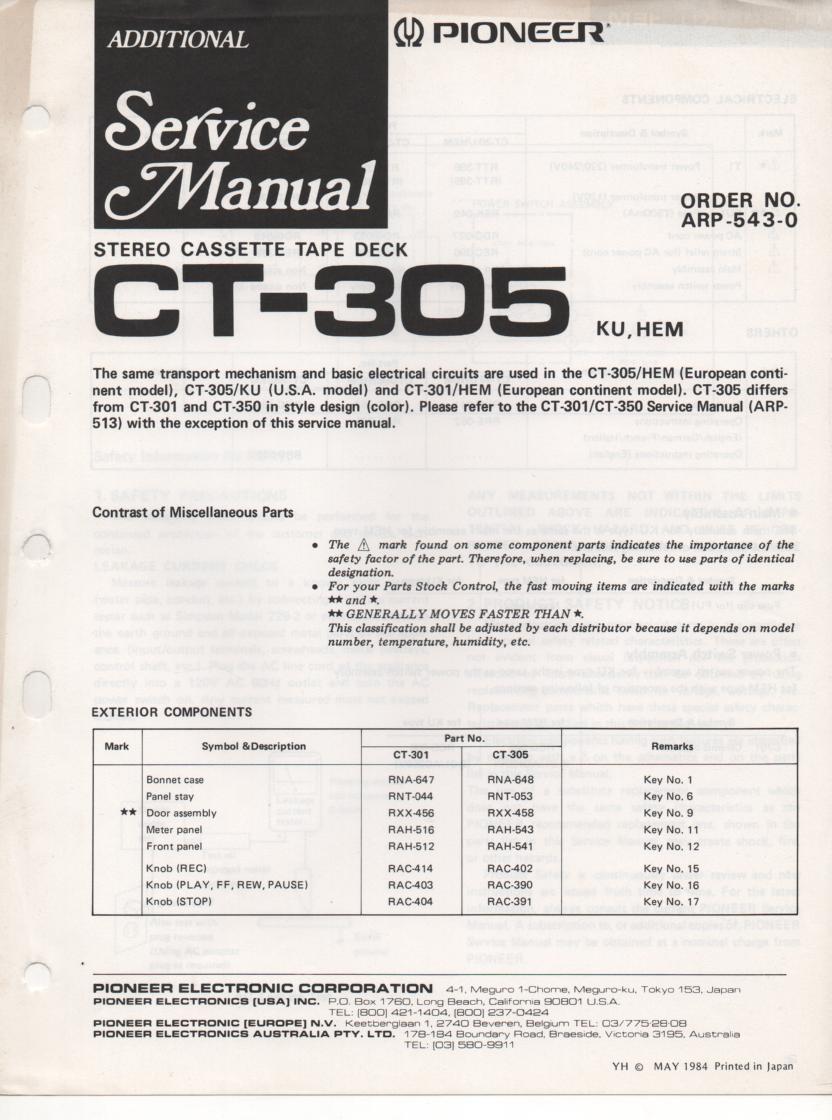 ADDITIONAL
Service
Manual
PIONEER®
ORDER NO.
ARP-543-0
STEREO CASSETTE TAPE DECK
CT-305 KU, HEM
The same transport mechanism and basic electrical circuits are used in the CT-305/HEM (European conti-
nent model), CT-305/KU (U.S.A. model) and CT-301/HEM (European continent model). CT-305 differs
from CT-301 and CT-350 in style design (color). Please refer to the CT-301/CT-350 Service Manual (ARP-
513) with the exception of this service manual.
Contrast of Miscellaneous Parts
• The ⚠ mark found on some component parts indicates the importance of the
safety factor of the part. Therefore, when replacing, be sure to use parts of identical
designation.
• For your Parts Stock Control, the fast moving items are indicated with the marks
★★ and ★.
★★ GENERALLY MOVES FASTER THAN ★.
This classification shall be adjusted by each distributor because it depends on model
number, temperature, humidity, etc.
EXTERIOR COMPONENTS
Mark Symbol & Description Part No. Remarks
CT-301 CT-305
Bonnet case RNA-647 RNA-648 Key No. 1
Panel stay RNT-044 RNT-053 Key No. 6
★★ Door assembly RXX-456 RXX-458 Key No. 9
Meter panel RAH-516 RAH-543 Key No. 11
Front panel RAH-512 RAH-541 Key No. 12
Knob (REC) RAC-414 RAC-402 Key No. 15
Knob (PLAY, FF, REW, PAUSE) RAC-403 RAC-390 Key No. 16
Knob (STOP) RAC-404 RAC-391 Key No. 17
PIONEER ELECTRONIC CORPORATION 4-1, Meguro 1-Chome, Meguro-ku, Tokyo 153, Japan
PIONEER ELECTRONICS [USA] INC. P.O. Box 1760, Long Beach, California 90801 U.S.A.
TEL: [800] 421-1404, [800] 237-0424
PIONEER ELECTRONIC [EUROPE] N.V. Keetberglaan 1, 2740 Beveren, Belgium TEL: 03/775·28·08
PIONEER ELECTRONICS AUSTRALIA PTY. LTD. 178-184 Boundary Road, Braeside, Victoria 3195, Australia
TEL: [03] 580-9911
YH © MAY 1984 Printed in Japan